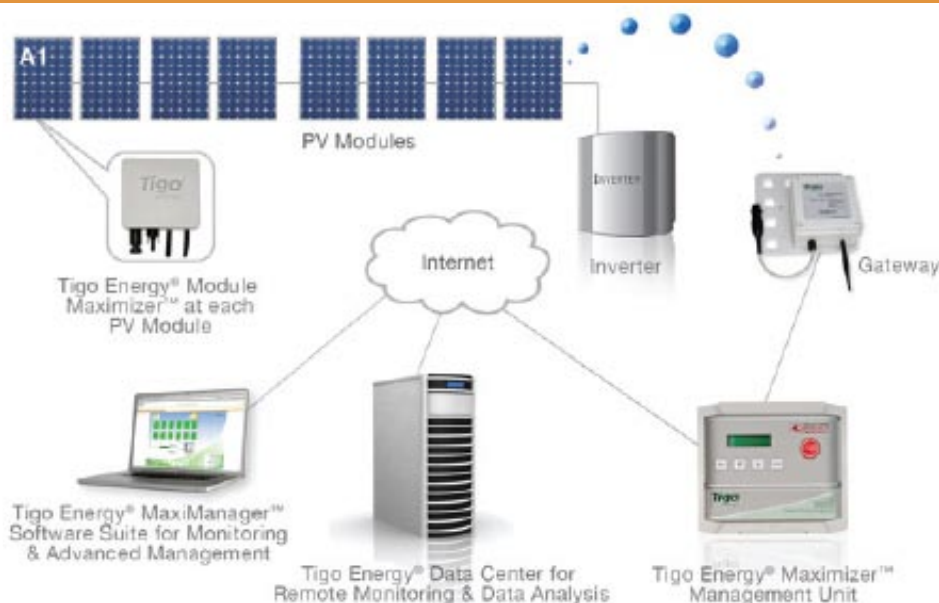 A1
PV Modules
Tigo
INVERTER
Tigo
Internet
Inverter
Gateway
Tigo Energy® Module
Maximizer™ at each
PV Module
Tigo
Tigo Energy® MaxiManager™
Software Suite for Monitoring
& Advanced Management
Tigo Energy® Data Center for
Remote Monitoring & Data Analysis
Tigo Energy® Maximizer™
Management Unit